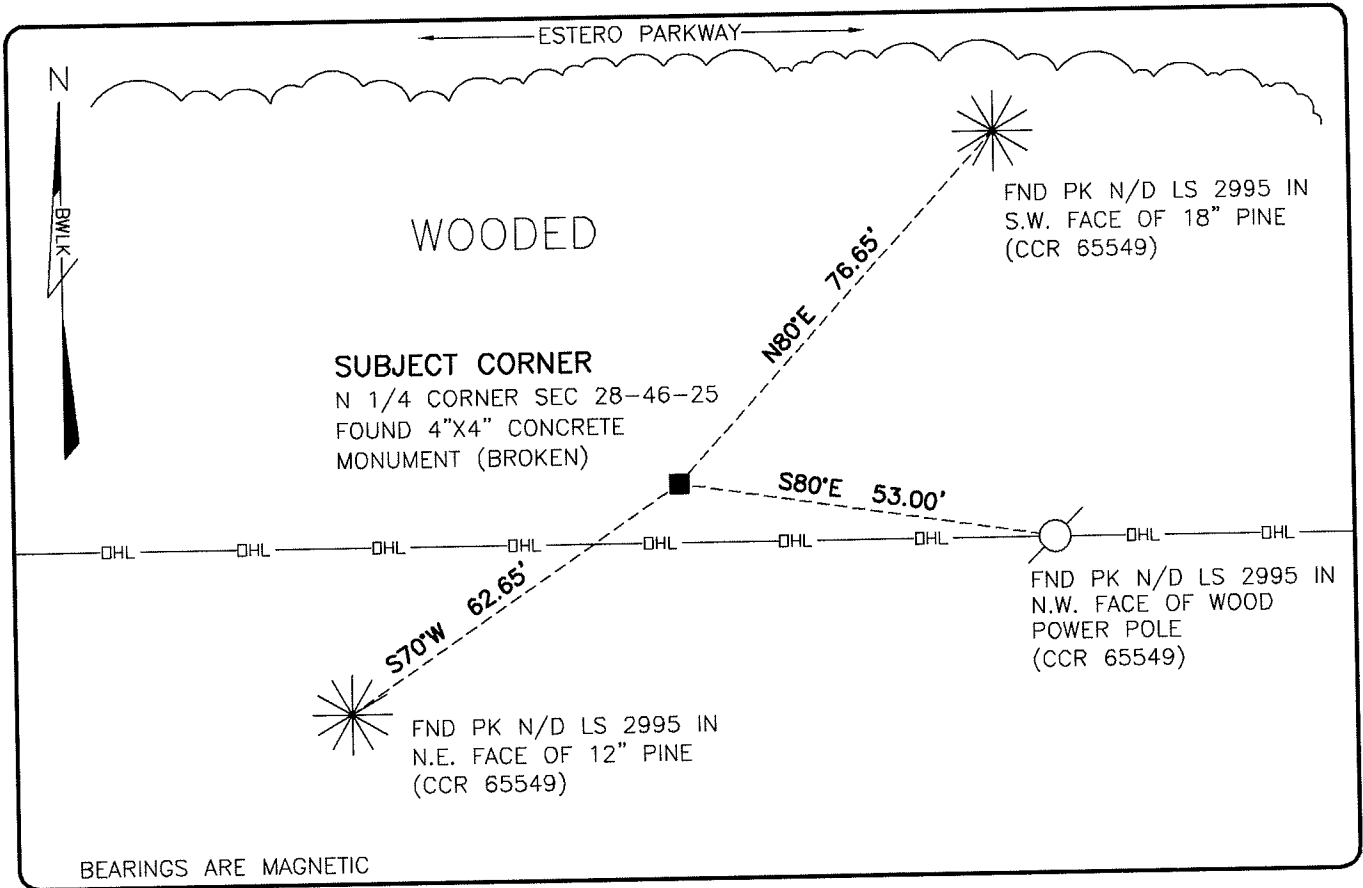 ESTERO PARKWAY
N
BWLK
WOODED
FND PK N/D LS 2995 IN
S.W. FACE OF 18" PINE
(CCR 65549)
N80°E 76.65'
SUBJECT CORNER
N 1/4 CORNER SEC 28-46-25
FOUND 4"X4" CONCRETE
MONUMENT (BROKEN)
S80°E 53.00'
OHL OHL OHL OHL OHL OHL OHL OHL OHL
FND PK N/D LS 2995 IN
N.W. FACE OF WOOD
POWER POLE
(CCR 65549)
S70°W 62.65'
FND PK N/D LS 2995 IN
N.E. FACE OF 12" PINE
(CCR 65549)
BEARINGS ARE MAGNETIC